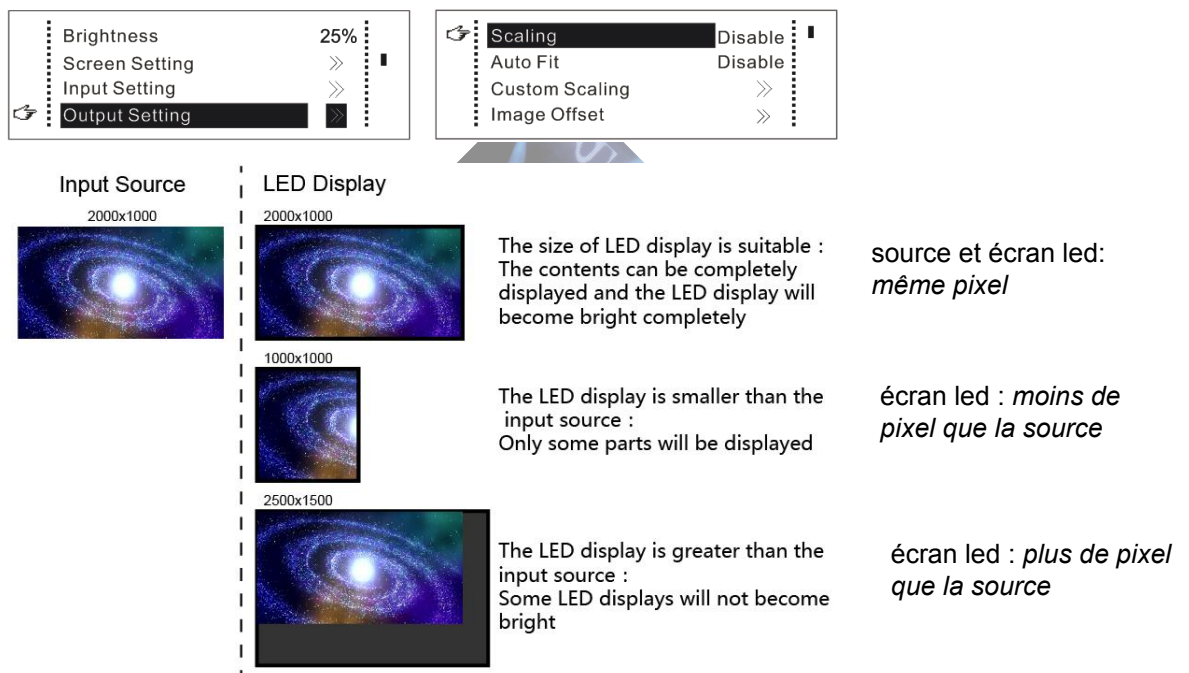 Brightness 25%
Screen Setting »
Input Setting »
Output Setting »
Scaling Disable
Auto Fit Disable
Custom Scaling »
Image Offset »
Input Source
LED Display
2000x1000
2000x1000
The size of LED display is suitable :
The contents can be completely
displayed and the LED display will
become bright completely
source et écran led:
même pixel
1000x1000
The LED display is smaller than the
input source :
Only some parts will be displayed
écran led : moins de
pixel que la source
2500x1500
The LED display is greater than the
input source :
Some LED displays will not become
bright
écran led : plus de pixel
que la source